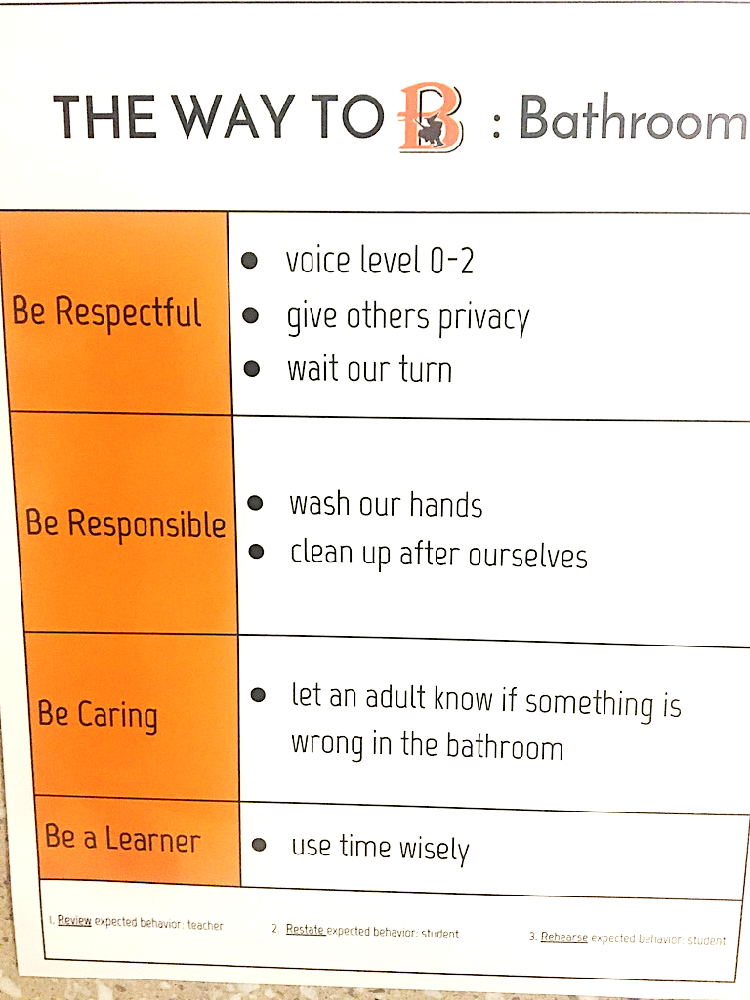 THE WAY TO B : Bathroom
Be Respectful
• voice level 0-2
• give others privacy
• wait our turn
Be Responsible
• wash our hands
• clean up after ourselves
Be Caring
• let an adult know if something is
wrong in the bathroom
Be a Learner
• use time wisely
1. Review expected behavior: teacher
2. Restate expected behavior: student
3. Rehearse expected behavior: student